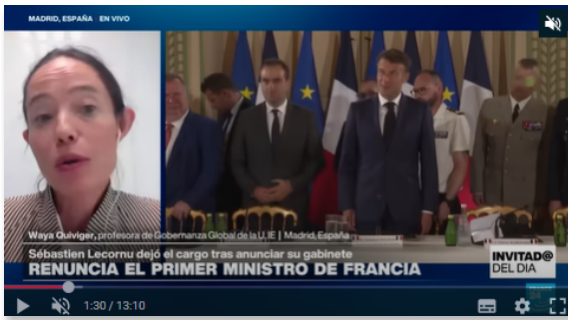 MADRID, ESPAÑA  EN VIVO
Waya Quiviger, profesora de Gobernanza Global de la U. IE | Madrid, España
Sébastien Lecornu dejó el cargo tras anunciar su gabinete
RENUNCIA EL PRIMER MINISTRO DE FRANCIA
INVITAD@
DEL DIA
1:30 / 13:10